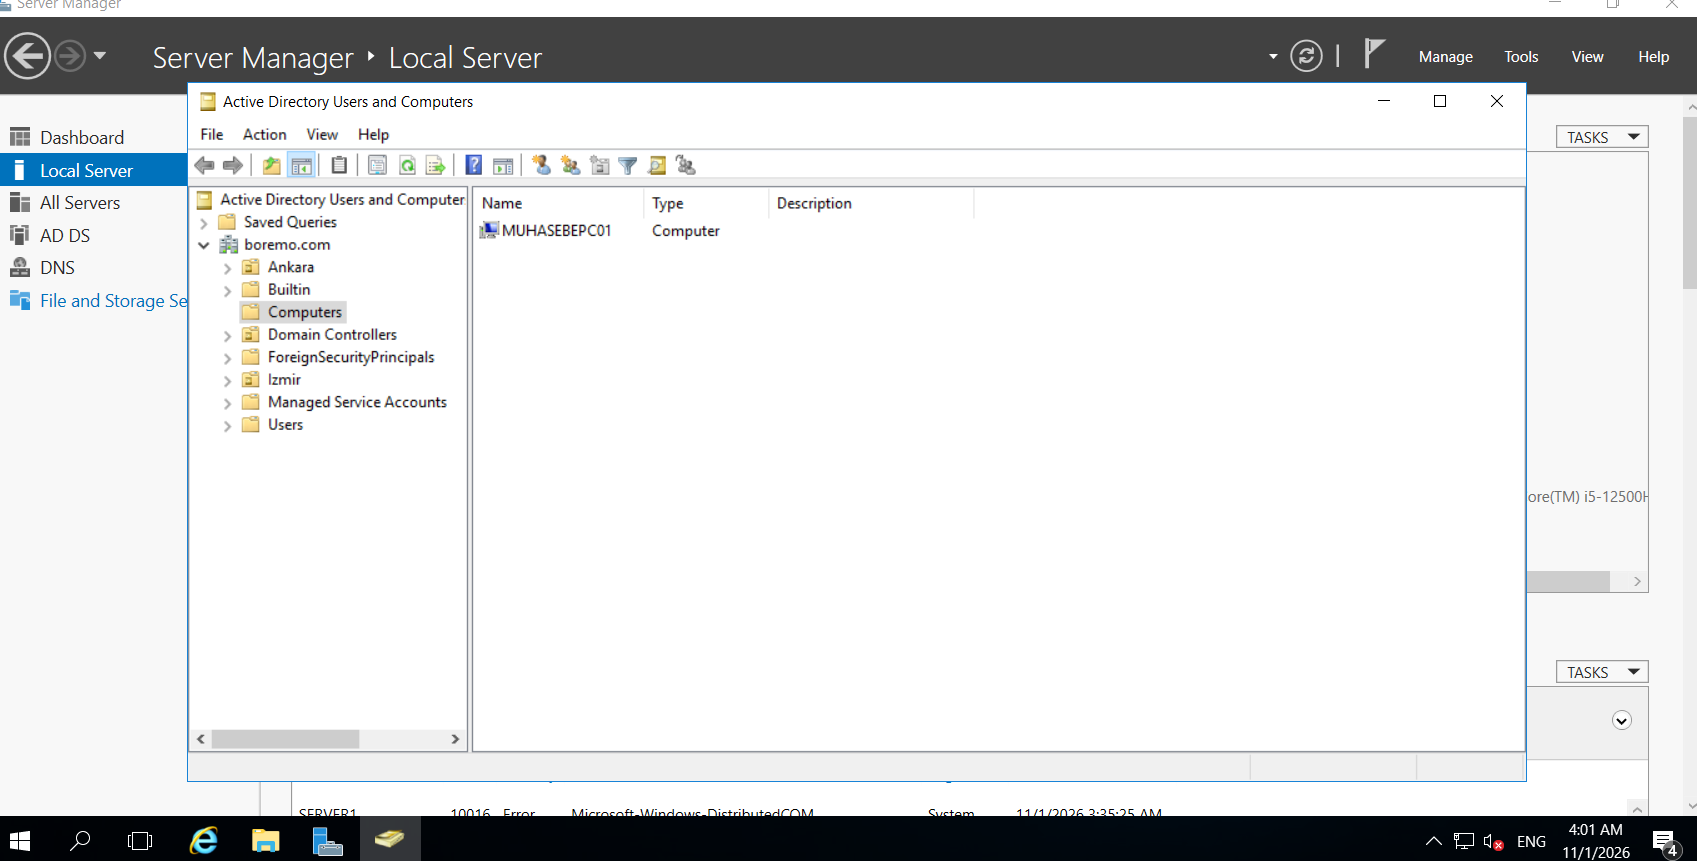 Server Manager
Server Manager ‣ Local Server
Manage Tools View Help
Dashboard
Local Server
All Servers
AD DS
DNS
File and Storage Se
Active Directory Users and Computers
File Action View Help
Active Directory Users and Computer
Saved Queries
boremo.com
Ankara
Builtin
Computers
Domain Controllers
ForeignSecurityPrincipals
Izmir
Managed Service Accounts
Users
Name Type Description
MUHASEBEPC01 Computer
TASKS
ore(TM) i5-12500H
TASKS
SERVER1 10016 Error Microsoft-Windows-DistributedCOM System 11/1/2026 3:35:25 AM
ENG
4:01 AM
11/1/2026
4